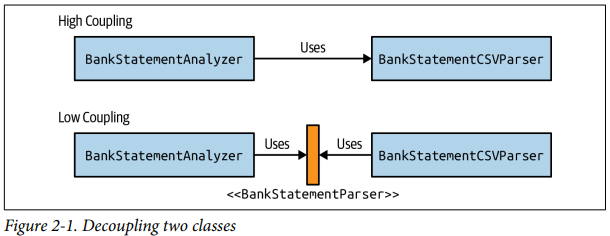 High Coupling
Uses
BankStatementAnalyzer
BankStatementCSVParser
Low Coupling
BankStatementAnalyzer
Uses
Uses
BankStatementCSVParser
<<BankStatementParser>>
Figure 2-1. Decoupling two classes